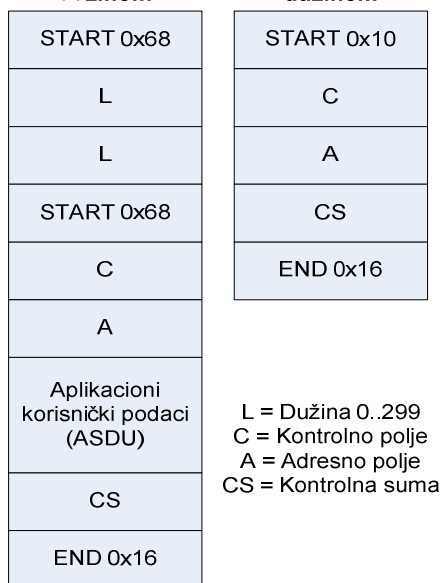 START 0x68
L
L
START 0x68
C
A
Aplikacioni
korisnički podaci
(ASDU)
CS
END 0x16
START 0x10
C
A
CS
END 0x16
L = Dužina 0..299
C = Kontrolno polje
A = Adresno polje
CS = Kontrolna suma